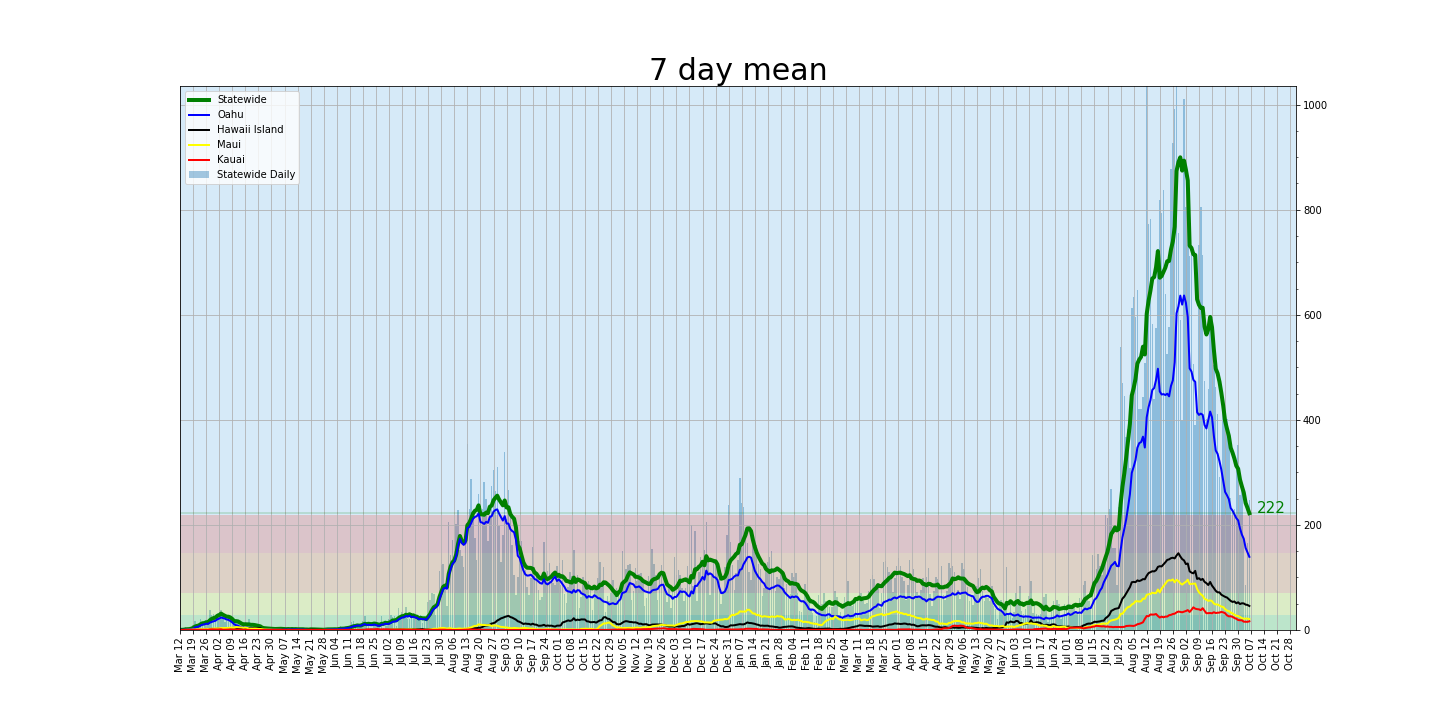 7 day mean
Statewide
Oahu
Hawaii Island
Maui
Kauai
Statewide Daily
1000
800
600
400
222
200
0
Mar 12
Mar 19
Mar 26
Apr 02
Apr 09
Apr 16
Apr 23
Apr 30
May 07
May 14
May 21
May 28
Jun 04
Jun 11
Jun 18
Jun 25
Jul 02
Jul 09
Jul 16
Jul 23
Jul 30
Aug 06
Aug 13
Aug 20
Aug 27
Sep 03
Sep 10
Sep 17
Sep 24
Oct 01
Oct 08
Oct 15
Oct 22
Oct 29
Nov 05
Nov 12
Nov 19
Nov 26
Dec 03
Dec 10
Dec 17
Dec 24
Dec 31
Jan 07
Jan 14
Jan 21
Jan 28
Feb 04
Feb 11
Feb 18
Feb 25
Mar 04
Mar 11
Mar 18
Mar 25
Apr 01
Apr 08
Apr 15
Apr 22
Apr 29
May 06
May 13
May 20
May 27
Jun 03
Jun 10
Jun 17
Jun 24
Jul 01
Jul 08
Jul 15
Jul 22
Jul 29
Aug 05
Aug 12
Aug 19
Aug 26
Sep 02
Sep 09
Sep 16
Sep 23
Sep 30
Oct 07
Oct 14
Oct 21
Oct 28